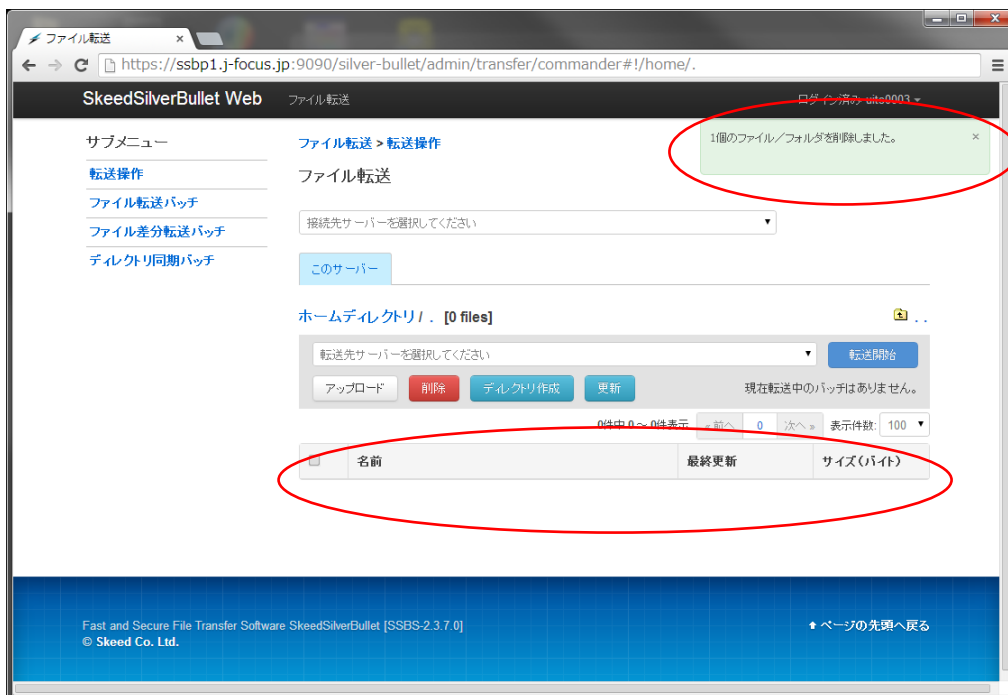 ファイル転送
https://ssbp1.j-focus.jp:9090/silver-bullet/admin/transfer/commander#!/home/.
SkeedSilverBullet Web ファイル転送 ログイン済み: uits0003
サブメニュー
転送操作
ファイル転送バッチ
ファイル差分転送バッチ
ディレクトリ同期バッチ
ファイル転送 > 転送操作
1個のファイル／フォルダを削除しました。 ×
ファイル転送
接続先サーバーを選択してください
このサーバー
ホームディレクトリ / . [0 files] ..
転送先サーバーを選択してください 転送開始
アップロード 削除 ディレクトリ作成 更新 現在転送中のバッチはありません。
0件中 0 ～ 0件表示 « 前へ 0 次へ » 表示件数: 100
名前 最終更新 サイズ(バイト)
Fast and Secure File Transfer Software SkeedSilverBullet [SSBS-2.3.7.0]
© Skeed Co. Ltd.
ページの先頭へ戻る